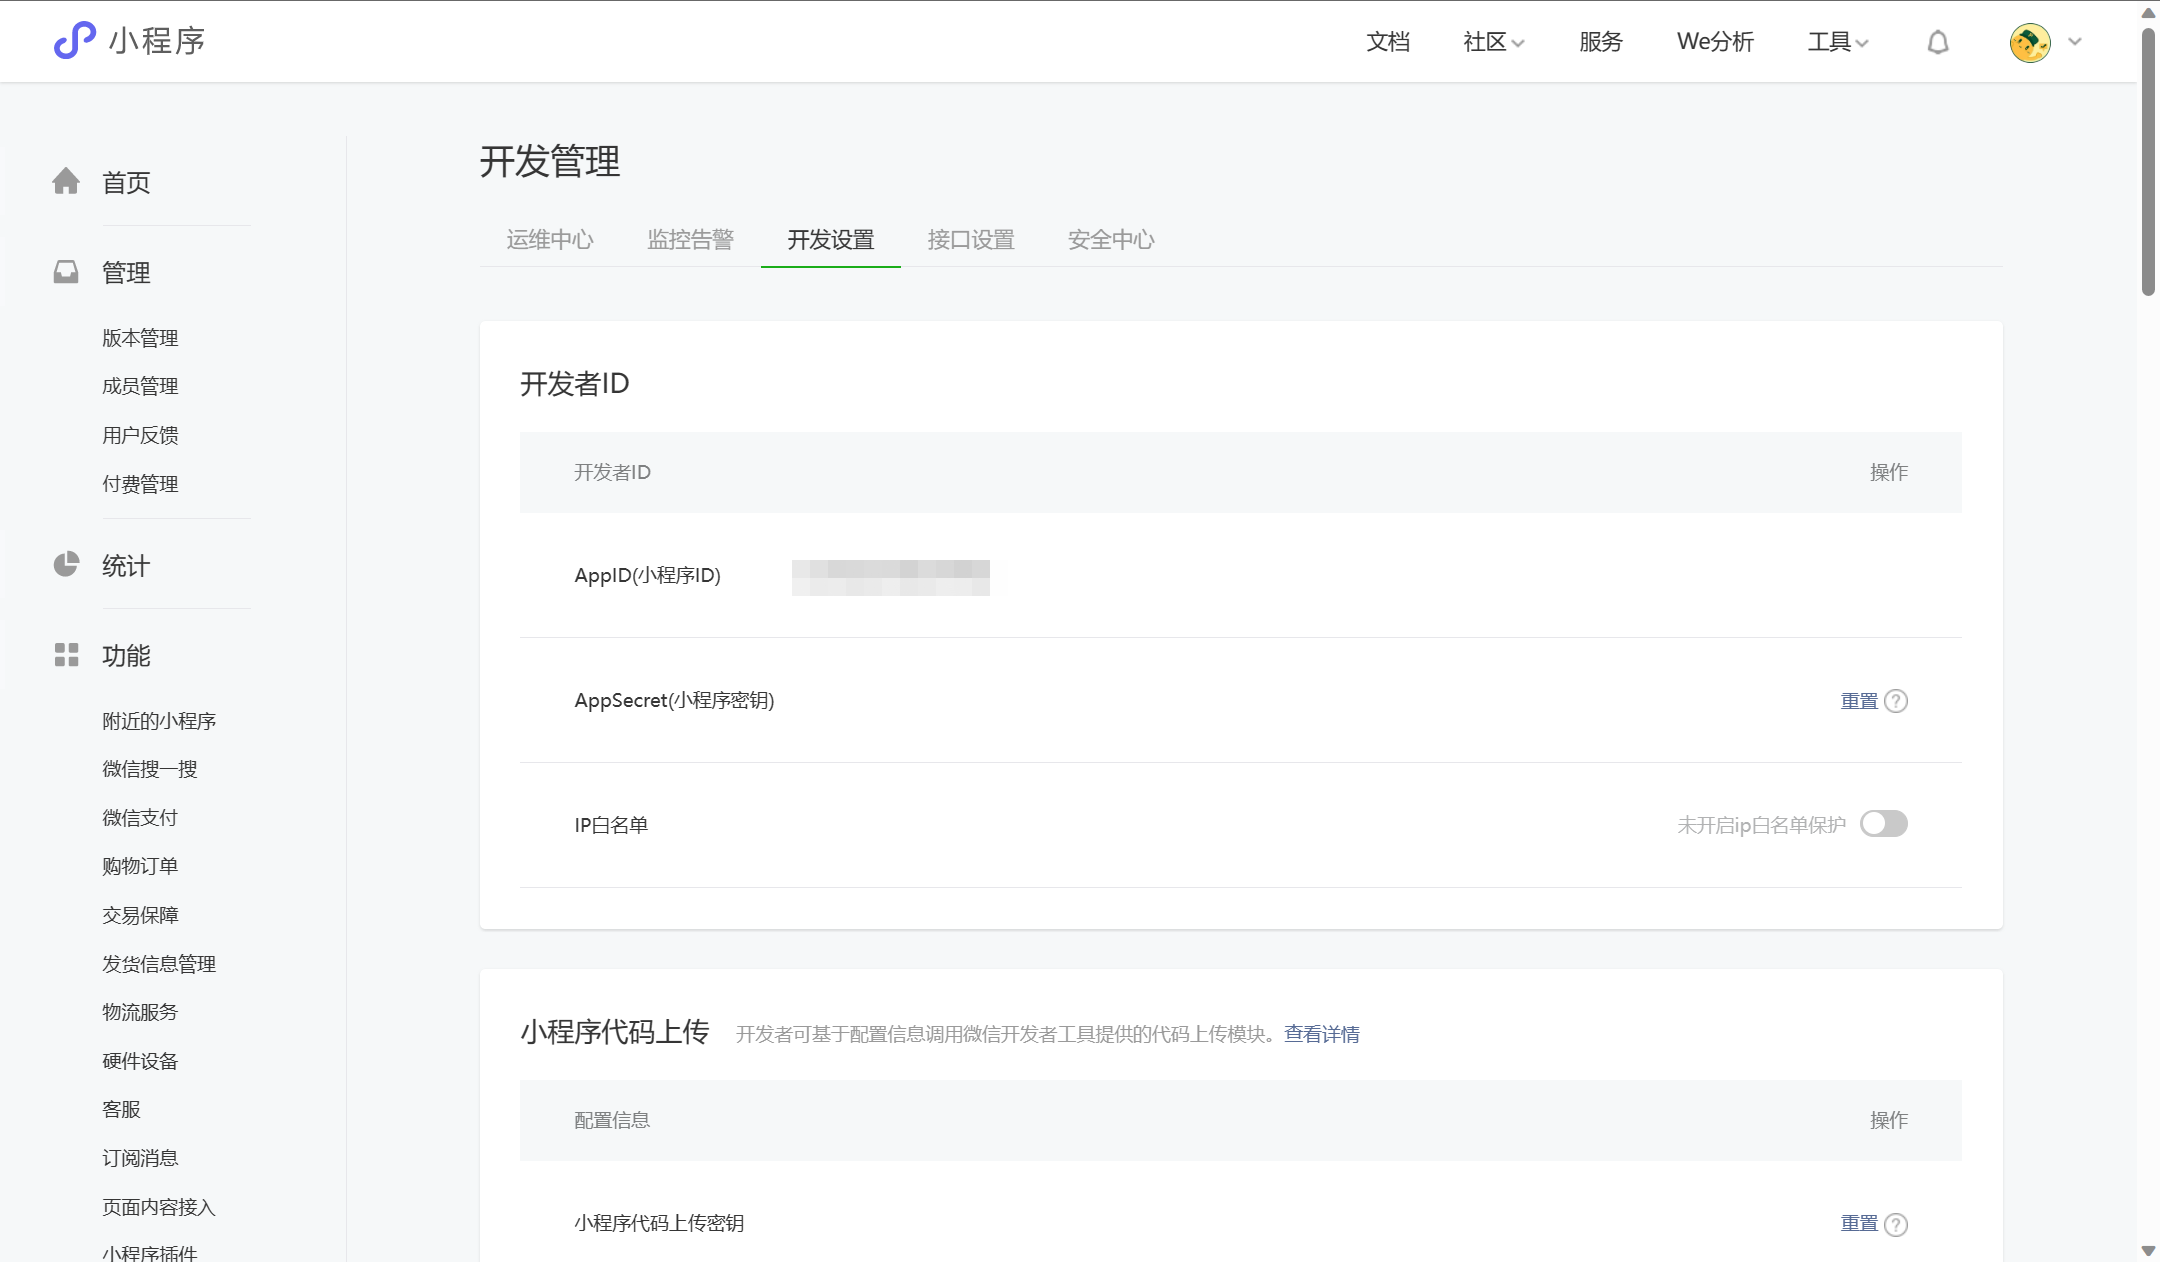 小程序
文档 社区 服务 We分析 工具
首页
管理
版本管理
成员管理
用户反馈
付费管理
统计
功能
附近的小程序
微信搜一搜
微信支付
购物订单
交易保障
发货信息管理
物流服务
硬件设备
客服
订阅消息
页面内容接入
小程序插件
开发管理
运维中心 监控告警 开发设置 接口设置 安全中心
开发者ID
开发者ID 操作
AppID(小程序ID)
AppSecret(小程序密钥) 重置 ?
IP白名单 未开启ip白名单保护
小程序代码上传 开发者可基于配置信息调用微信开发者工具提供的代码上传模块。查看详情
配置信息 操作
小程序代码上传密钥 重置 ?